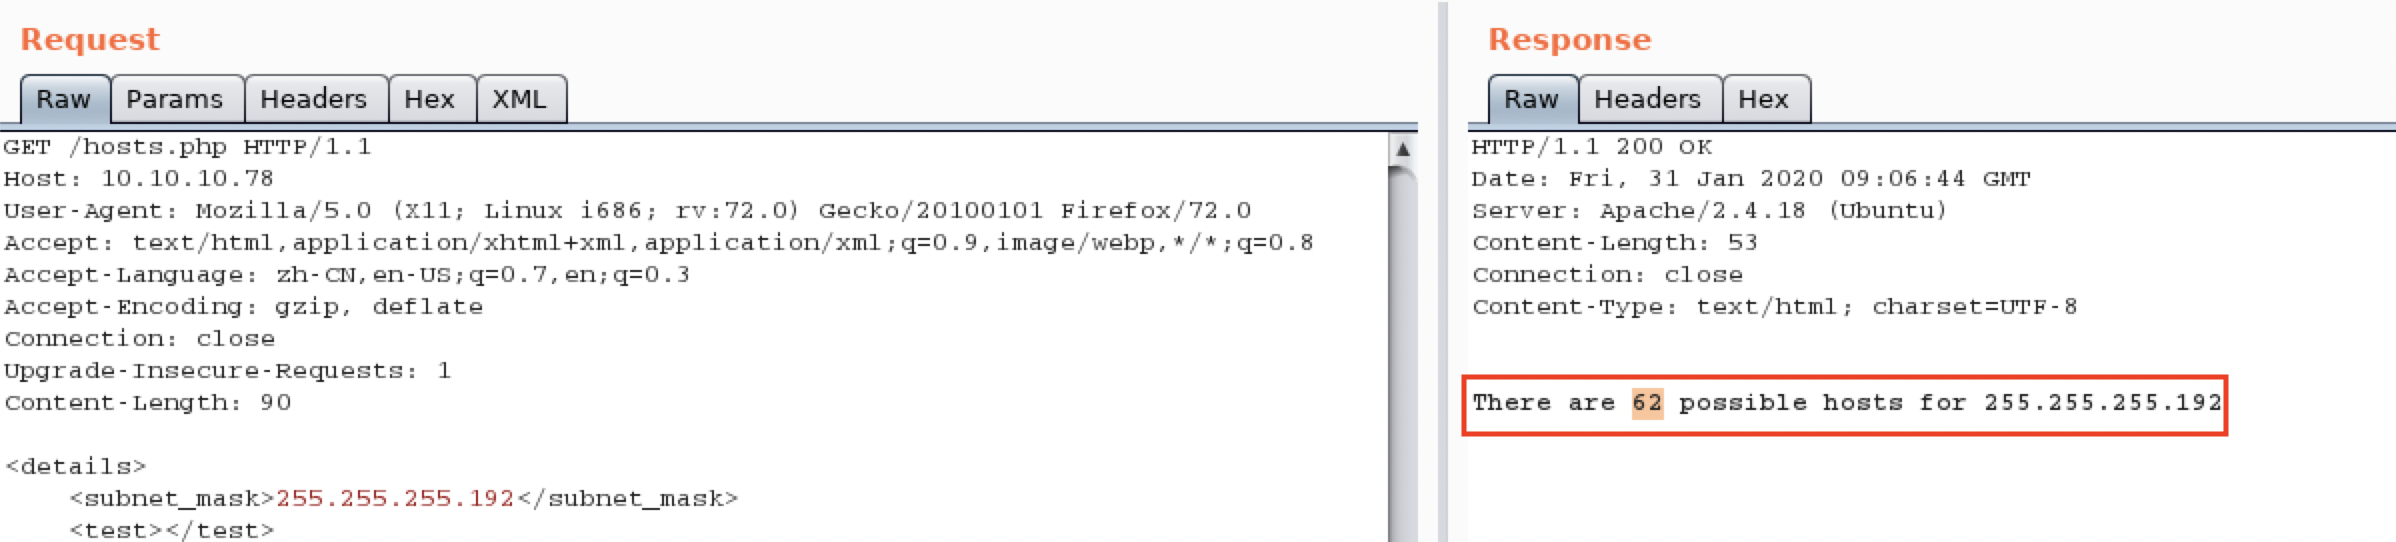 Request
Raw Params Headers Hex XML
GET /hosts.php HTTP/1.1
Host: 10.10.10.78
User-Agent: Mozilla/5.0 (X11; Linux i686; rv:72.0) Gecko/20100101 Firefox/72.0
Accept: text/html,application/xhtml+xml,application/xml;q=0.9,image/webp,*/*;q=0.8
Accept-Language: zh-CN,en-US;q=0.7,en;q=0.3
Accept-Encoding: gzip, deflate
Connection: close
Upgrade-Insecure-Requests: 1
Content-Length: 90
<details>
<subnet_mask>255.255.255.192</subnet_mask>
<test></test>
Response
Raw Headers Hex
HTTP/1.1 200 OK
Date: Fri, 31 Jan 2020 09:06:44 GMT
Server: Apache/2.4.18 (Ubuntu)
Content-Length: 53
Connection: close
Content-Type: text/html; charset=UTF-8
There are 62 possible hosts for 255.255.255.192